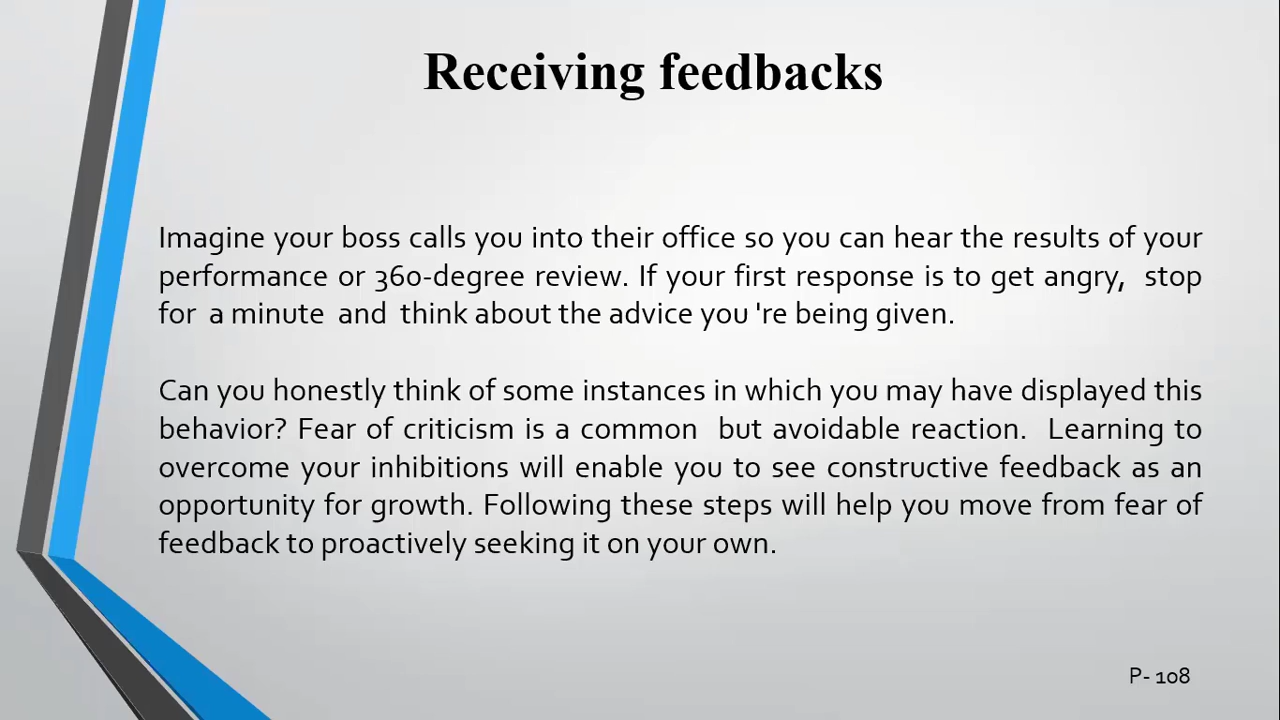 Receiving feedbacks
Imagine your boss calls you into their office so you can hear the results of your
performance or 360-degree review. If your first response is to get angry,  stop
for  a minute  and  think about the advice you 're being given.
Can you honestly think of some instances in which you may have displayed this
behavior? Fear of criticism is a common  but avoidable reaction.  Learning to
overcome your inhibitions will enable you to see constructive feedback as an
opportunity for growth. Following these steps will help you move from fear of
feedback to proactively seeking it on your own.
P- 108